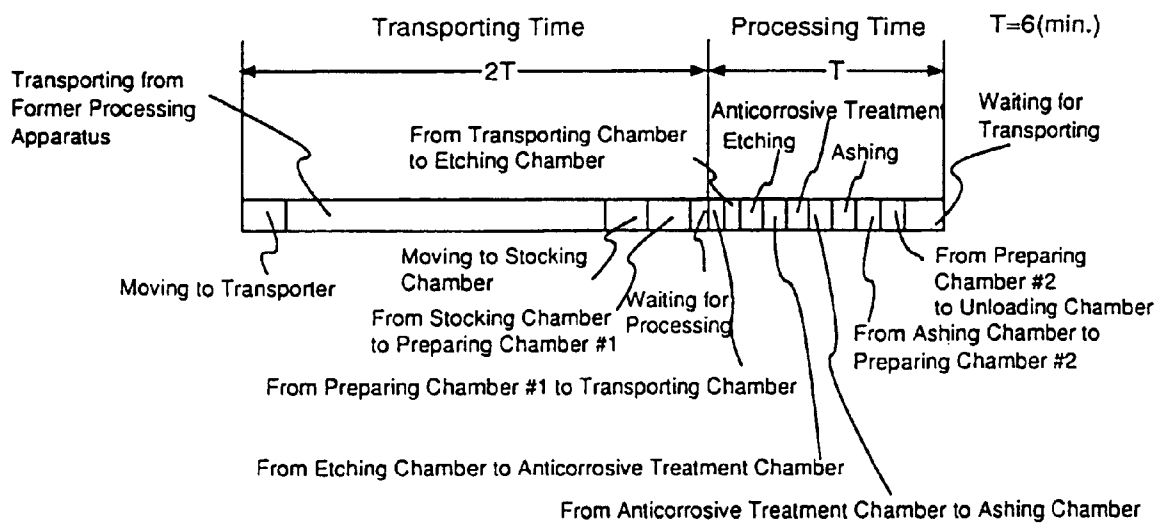 Transporting Time
Processing Time
T=6(min.)
2T
T
Transporting from
Former Processing
Apparatus
From Transporting Chamber
to Etching Chamber
Anticorrosive Treatment
Etching
Ashing
Waiting for
Transporting
Moving to Transporter
Moving to Stocking
Chamber
From Stocking Chamber
to Preparing Chamber #1
Waiting for
Processing
From Preparing
Chamber #2
to Unloading Chamber
From Ashing Chamber to
Preparing Chamber #2
From Preparing Chamber #1 to Transporting Chamber
From Etching Chamber to Anticorrosive Treatment Chamber
From Anticorrosive Treatment Chamber to Ashing Chamber